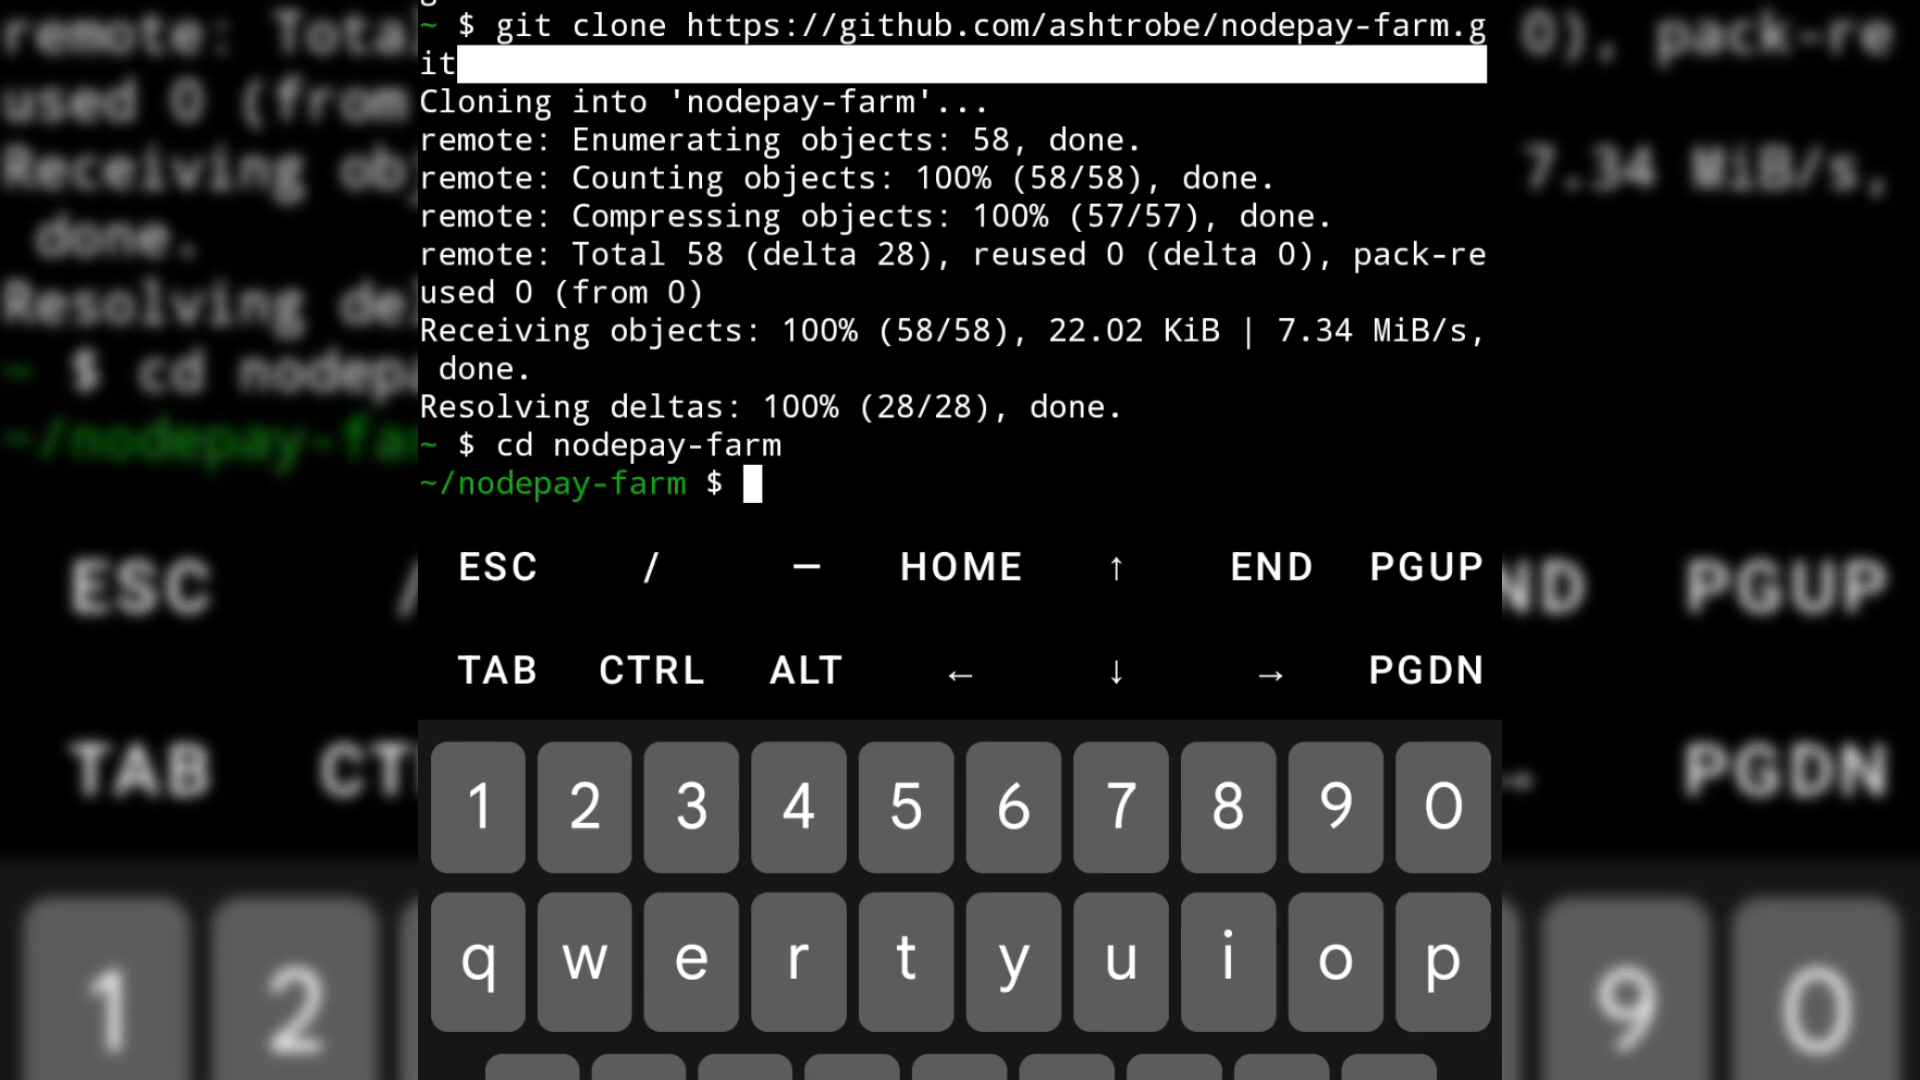 ~ $ git clone https://github.com/ashtrobe/nodepay-farm.g
it
Cloning into 'nodepay-farm'...
remote: Enumerating objects: 58, done.
remote: Counting objects: 100% (58/58), done.
remote: Compressing objects: 100% (57/57), done.
remote: Total 58 (delta 28), reused 0 (delta 0), pack-re
used 0 (from 0)
Receiving objects: 100% (58/58), 22.02 KiB | 7.34 MiB/s,
done.
Resolving deltas: 100% (28/28), done.
~ $ cd nodepay-farm
~/nodepay-farm $
ESC / — HOME ↑ END PGUP
TAB CTRL ALT ← ↓ → PGDN
1 2 3 4 5 6 7 8 9 0
q w e r t y u i o p